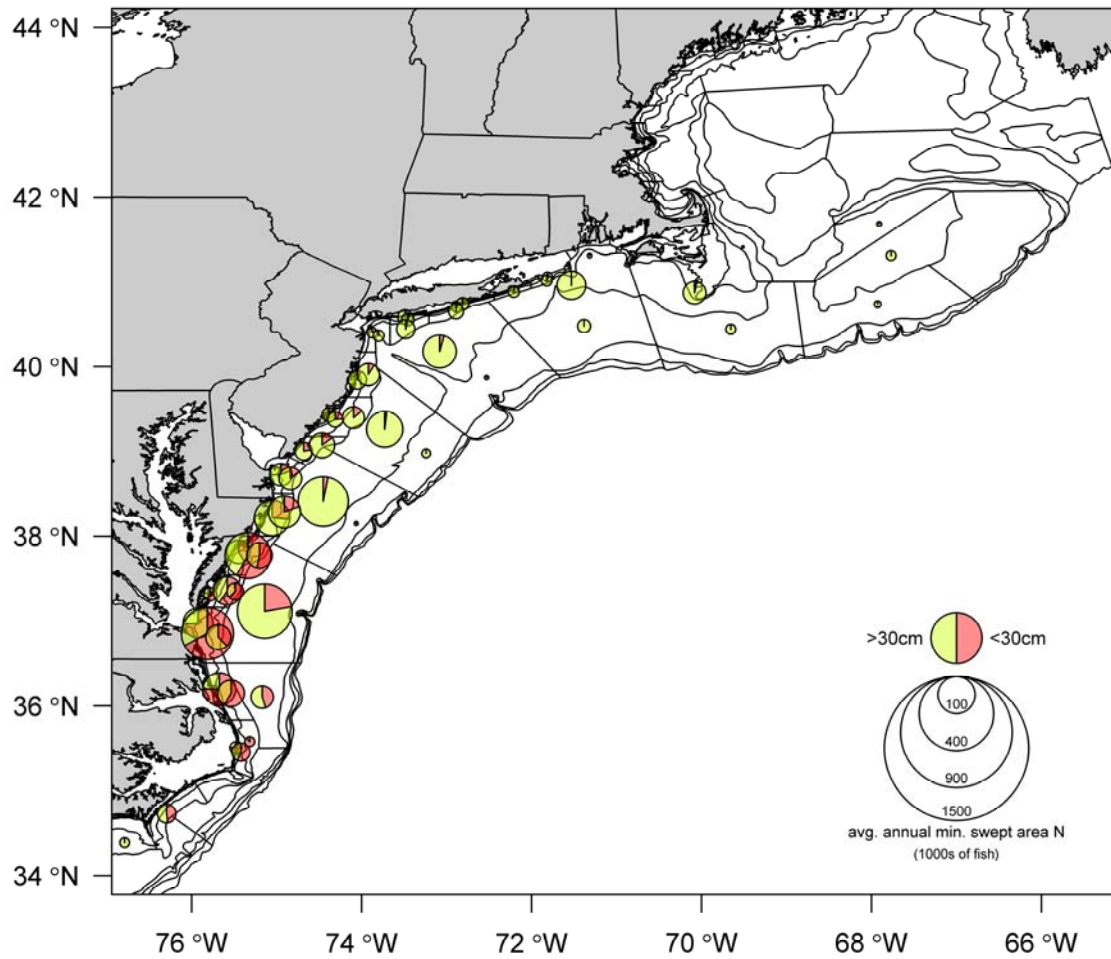 44 °N
42 °N
40 °N
38 °N
36 °N
34 °N
>30cm <30cm
100
400
900
1500
avg. annual min. swept area N
(1000s of fish)
76 °W 74 °W 72 °W 70 °W 68 °W 66 °W